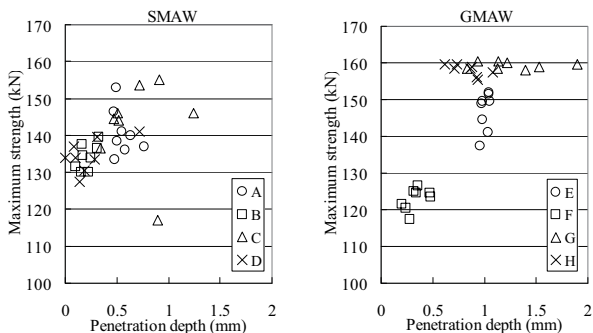 SMAW
Maximum strength (kN)
170
160
150
140
130
120
110
100
0
0.5
1
1.5
2
Penetration depth (mm)
A
B
C
D
GMAW
Maximum strength (kN)
170
160
150
140
130
120
110
100
0
0.5
1
1.5
2
Penetration depth (mm)
E
F
G
H